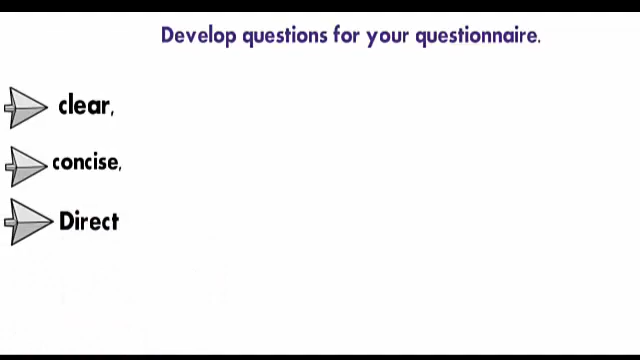 Develop questions for your questionnaire.
clear,
concise,
Direct